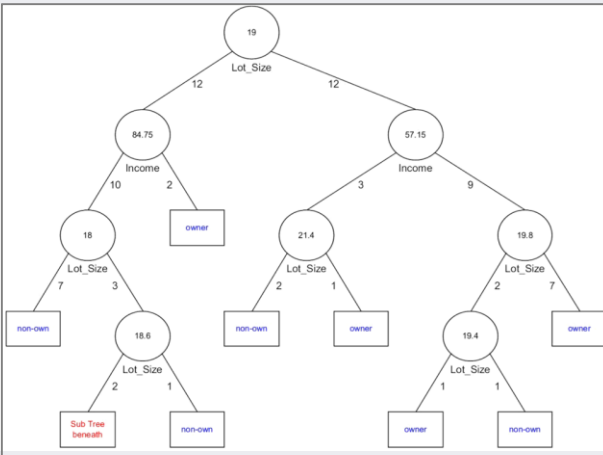 19
Lot_Size
12
12
84.75
57.15
Income
Income
10
2
3
9
owner
18
21.4
19.8
Lot_Size
Lot_Size
Lot_Size
7
3
2
1
2
7
non-own
18.6
non-own
owner
19.4
owner
Lot_Size
Lot_Size
2
1
1
1
Sub Tree
beneath
non-own
owner
non-own